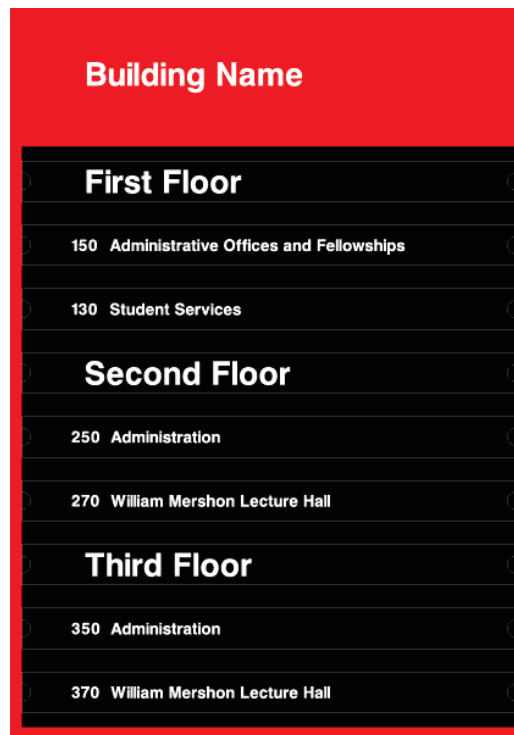 Building Name
First Floor
150 Administrative Offices and Fellowships
130 Student Services
Second Floor
250 Administration
270 William Mershon Lecture Hall
Third Floor
350 Administration
370 William Mershon Lecture Hall